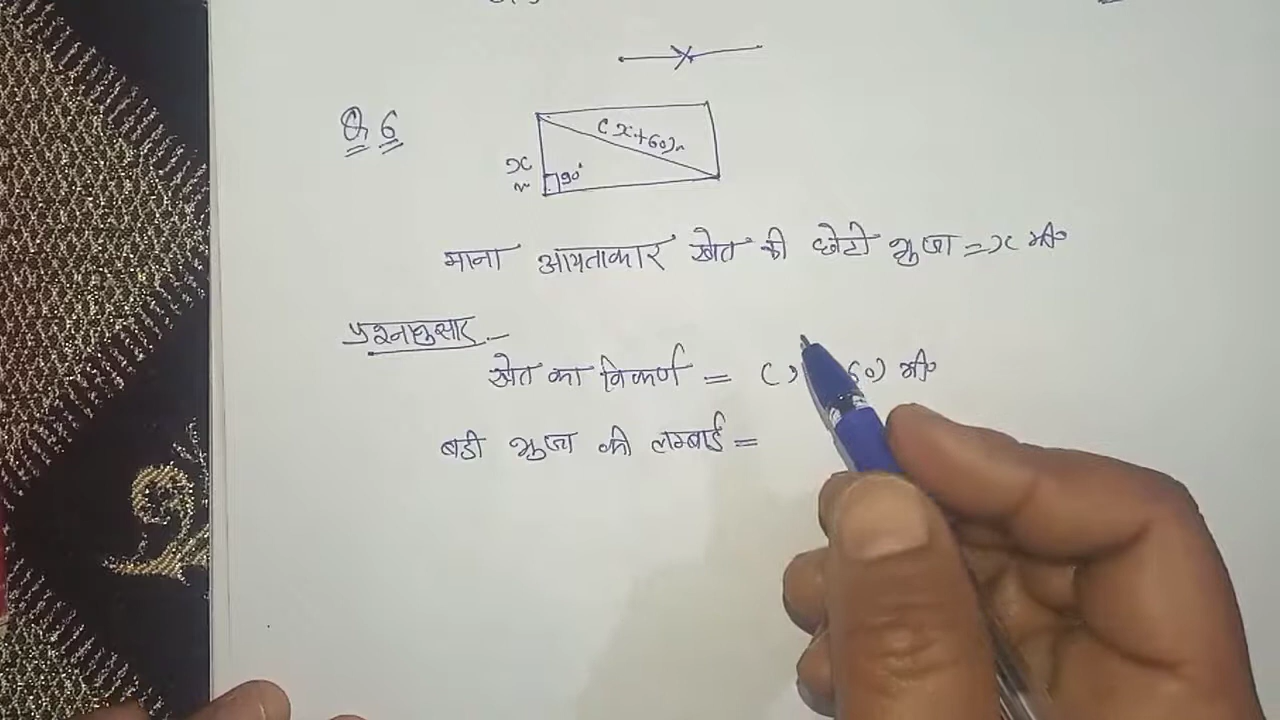 Q 6
(x+60)m
x
m
90°
माना आयताकार खेत की छोटी भुजा = x मी०
प्रश्नानुसार -
खेत का विकर्ण = ( 60) मी०
बडी भुजा की लम्बाई =